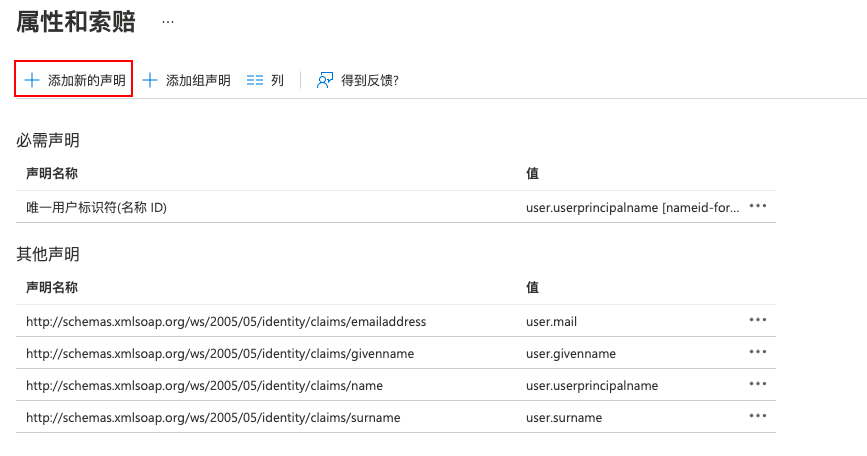 属性和索赔 ...
添加新的声明 添加组声明 列 得到反馈?
必需声明
声明名称 值
唯一用户标识符(名称 ID) user.userprincipalname [nameid-for...
其他声明
声明名称 值
http://schemas.xmlsoap.org/ws/2005/05/identity/claims/emailaddress user.mail
http://schemas.xmlsoap.org/ws/2005/05/identity/claims/givenname user.givenname
http://schemas.xmlsoap.org/ws/2005/05/identity/claims/name user.userprincipalname
http://schemas.xmlsoap.org/ws/2005/05/identity/claims/surname user.surname